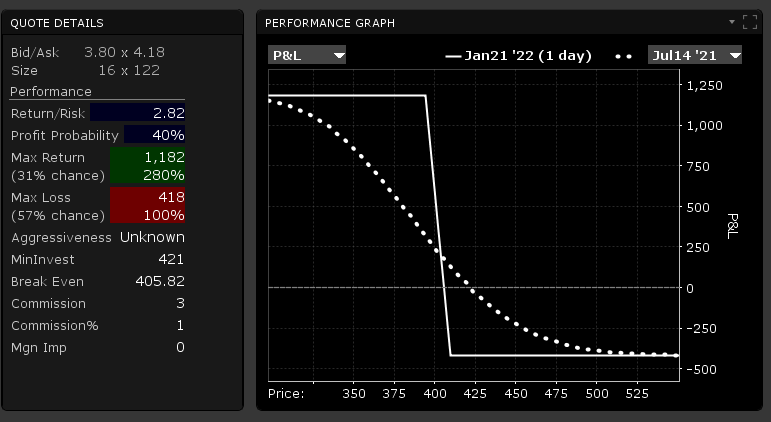 QUOTE DETAILS
Bid/Ask 3.80 x 4.18
Size 16 x 122
Performance
Return/Risk 2.82
Profit Probability 40%
Max Return 1,182
(31% chance) 280%
Max Loss 418
(57% chance) 100%
Aggressiveness Unknown
MinInvest 421
Break Even 405.82
Commission 3
Commission% 1
Mgn Imp 0
PERFORMANCE GRAPH
P&L Jan21 '22 (1 day) Jul14 '21
1,250
1,000
750
500
250
0
-250
-500
P&L
Price: 350 375 400 425 450 475 500 525